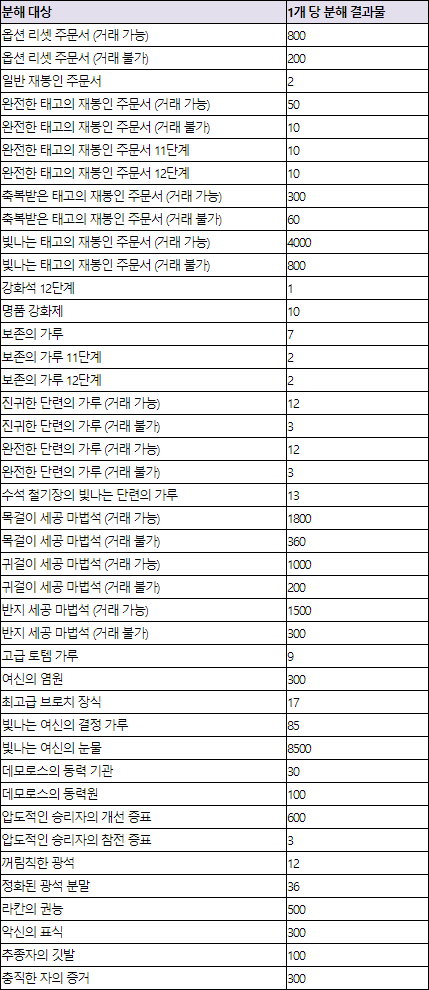 분해 대상 1개 당 분해 결과물
옵션 리셋 주문서 (거래 가능) 800
옵션 리셋 주문서 (거래 불가) 200
일반 재봉인 주문서 2
완전한 태고의 재봉인 주문서 (거래 가능) 50
완전한 태고의 재봉인 주문서 (거래 불가) 10
완전한 태고의 재봉인 주문서 11단계 10
완전한 태고의 재봉인 주문서 12단계 10
축복받은 태고의 재봉인 주문서 (거래 가능) 300
축복받은 태고의 재봉인 주문서 (거래 불가) 60
빛나는 태고의 재봉인 주문서 (거래 가능) 4000
빛나는 태고의 재봉인 주문서 (거래 불가) 800
강화석 12단계 1
명품 강화제 10
보존의 가루 7
보존의 가루 11단계 2
보존의 가루 12단계 2
진귀한 단련의 가루 (거래 가능) 12
진귀한 단련의 가루 (거래 불가) 3
완전한 단련의 가루 (거래 가능) 12
완전한 단련의 가루 (거래 불가) 3
수석 철기장의 빛나는 단련의 가루 13
목걸이 세공 마법석 (거래 가능) 1800
목걸이 세공 마법석 (거래 불가) 360
귀걸이 세공 마법석 (거래 가능) 1000
귀걸이 세공 마법석 (거래 불가) 200
반지 세공 마법석 (거래 가능) 1500
반지 세공 마법석 (거래 불가) 300
고급 토템 가루 9
여신의 염원 300
최고급 브로치 장식 17
빛나는 여신의 결정 가루 85
빛나는 여신의 눈물 8500
데모로스의 동력 기관 30
데모로스의 동력원 100
압도적인 승리자의 개선 증표 600
압도적인 승리자의 참전 증표 3
꺼림칙한 광석 12
정화된 광석 분말 36
라칸의 권능 500
악신의 표식 300
추종자의 깃발 100
충직한 자의 증거 300